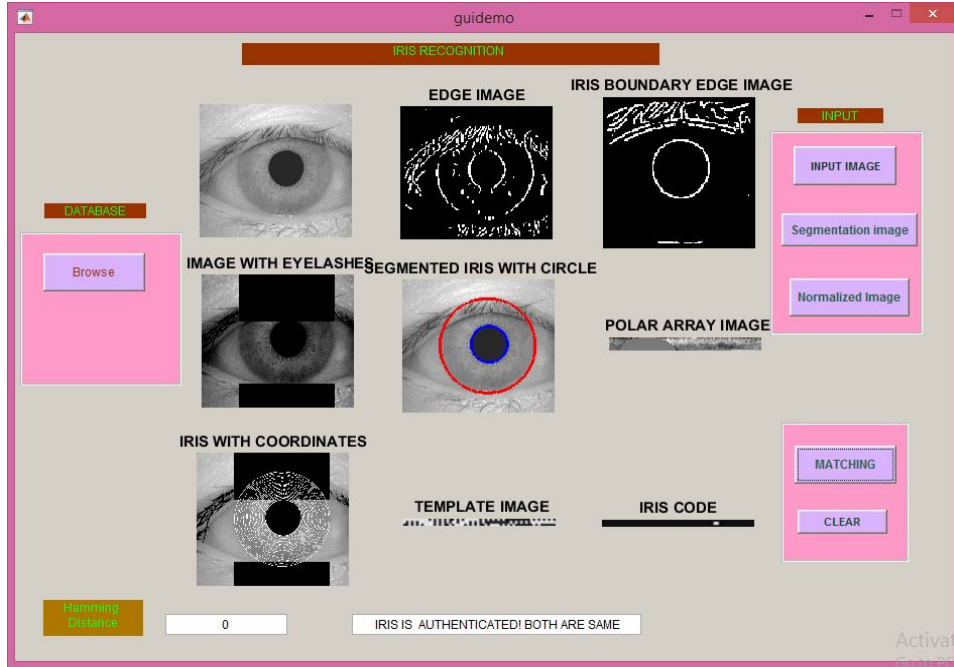 guidemo
IRIS RECOGNITION
EDGE IMAGE
IRIS BOUNDARY EDGE IMAGE
INPUT
INPUT IMAGE
DATABASE
Segmentation image
Browse
IMAGE WITH EYELASHES
SEGMENTED IRIS WITH CIRCLE
Normalized Image
POLAR ARRAY IMAGE
IRIS WITH COORDINATES
MATCHING
TEMPLATE IMAGE
IRIS CODE
CLEAR
Hamming
Distance
0
IRIS IS AUTHENTICATED! BOTH ARE SAME
Activat